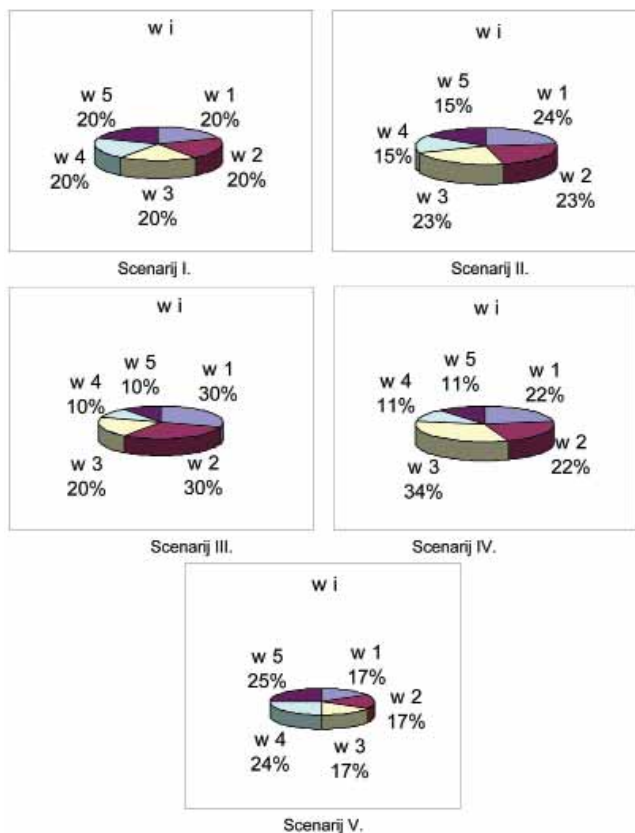 w i
w 5
20%
w 1
20%
w 4
20%
w 2
20%
w 3
20%
Scenarij I.
w i
w 5
15%
w 1
24%
w 4
15%
w 2
23%
w 3
23%
Scenarij II.
w i
w 5
10%
w 1
30%
w 4
10%
w 3
20%
w 2
30%
Scenarij III.
w i
w 5
11%
w 1
22%
w 4
11%
w 2
22%
w 3
34%
Scenarij IV.
w i
w 5
25%
w 1
17%
w 2
17%
w 4
24%
w 3
17%
Scenarij V.